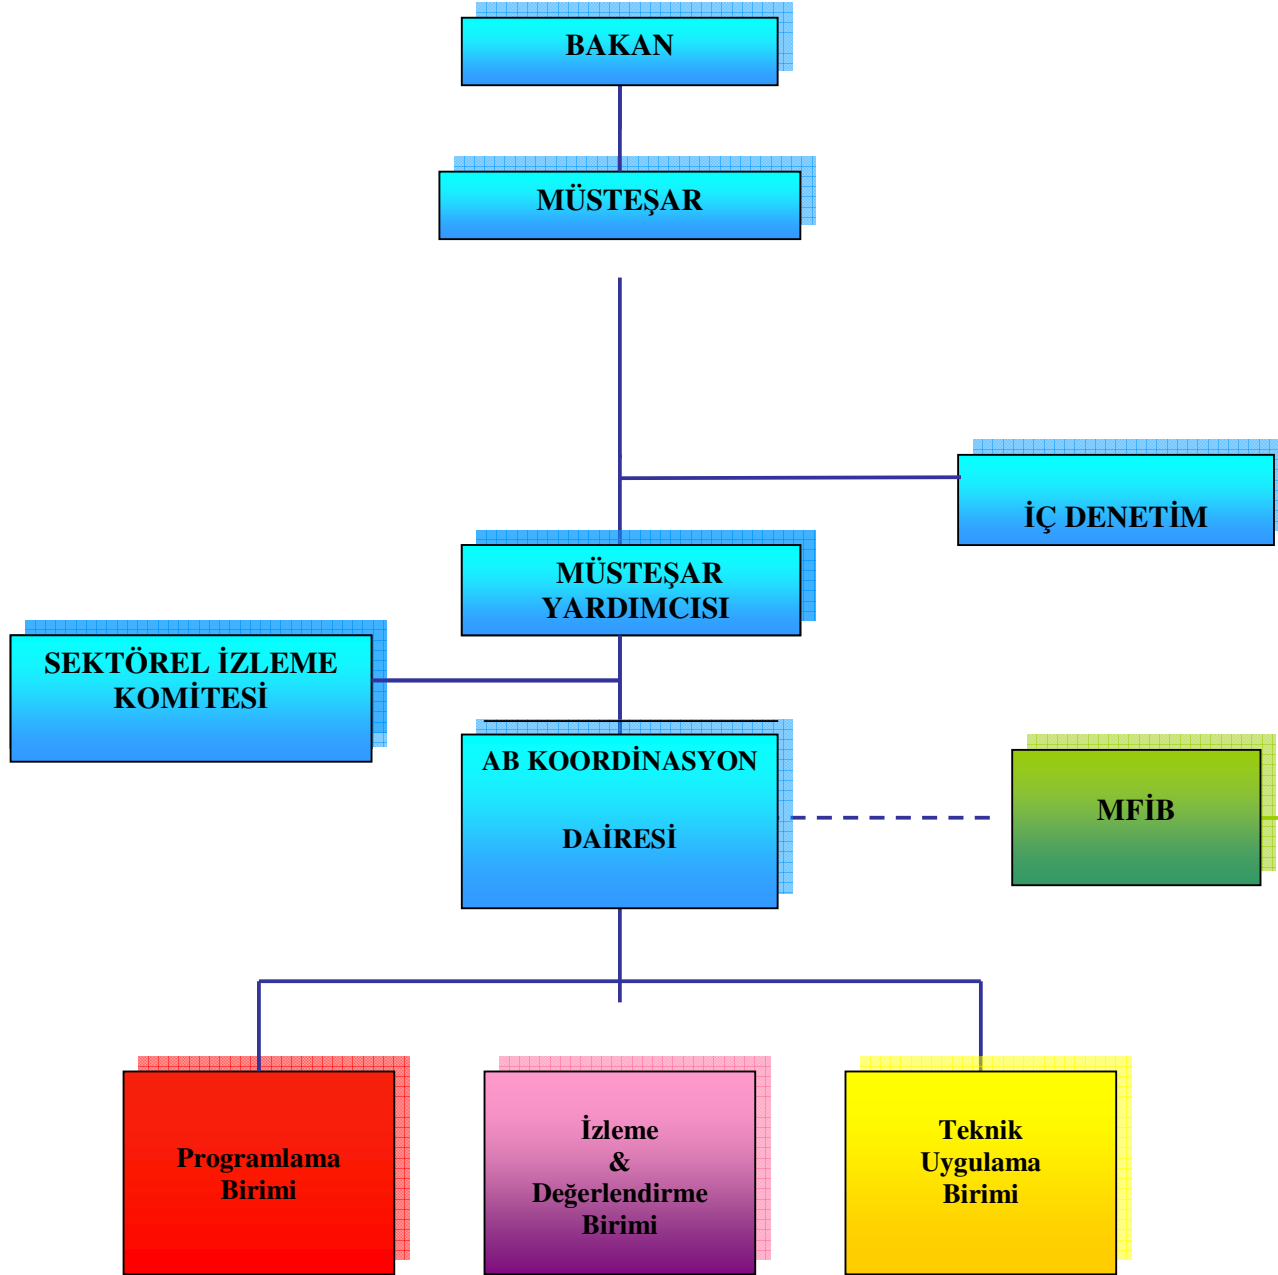 BAKAN
MÜSTEŞAR
İÇ DENETİM
MÜSTEŞAR
YARDIMCISI
SEKTÖREL İZLEME
KOMİTESİ
AB KOORDİNASYON
DAİRESİ
MFİB
Programlama
Birimi
İzleme
&
Değerlendirme
Birimi
Teknik
Uygulama
Birimi